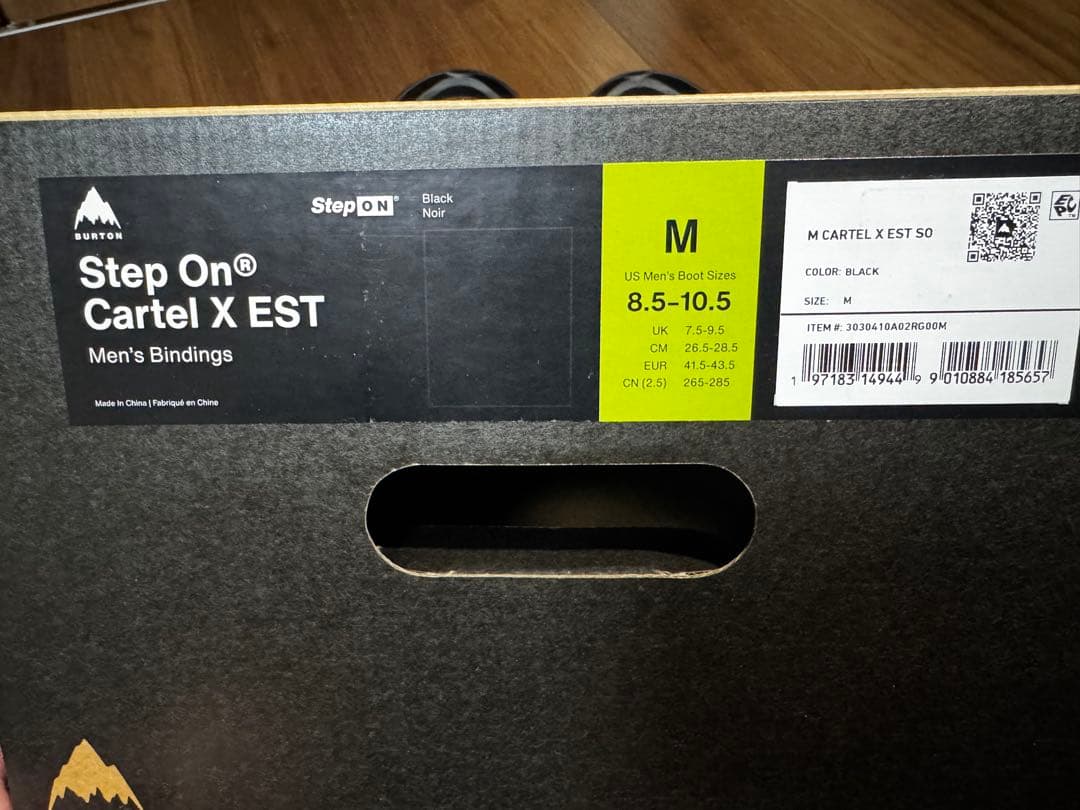 BURTON
StepON®
Black
Noir
Step On®
Cartel X EST
Men's Bindings
Made In China | Fabriqué en Chine
M
US Men's Boot Sizes
8.5–10.5
UK 7.5-9.5
CM 26.5-28.5
EUR 41.5-43.5
CN (2.5) 265-285
M CARTEL X EST SO
COLOR: BLACK
SIZE: M
ITEM #: 3030410A02RG00M
1 97183 14944 9 9 010884 185657